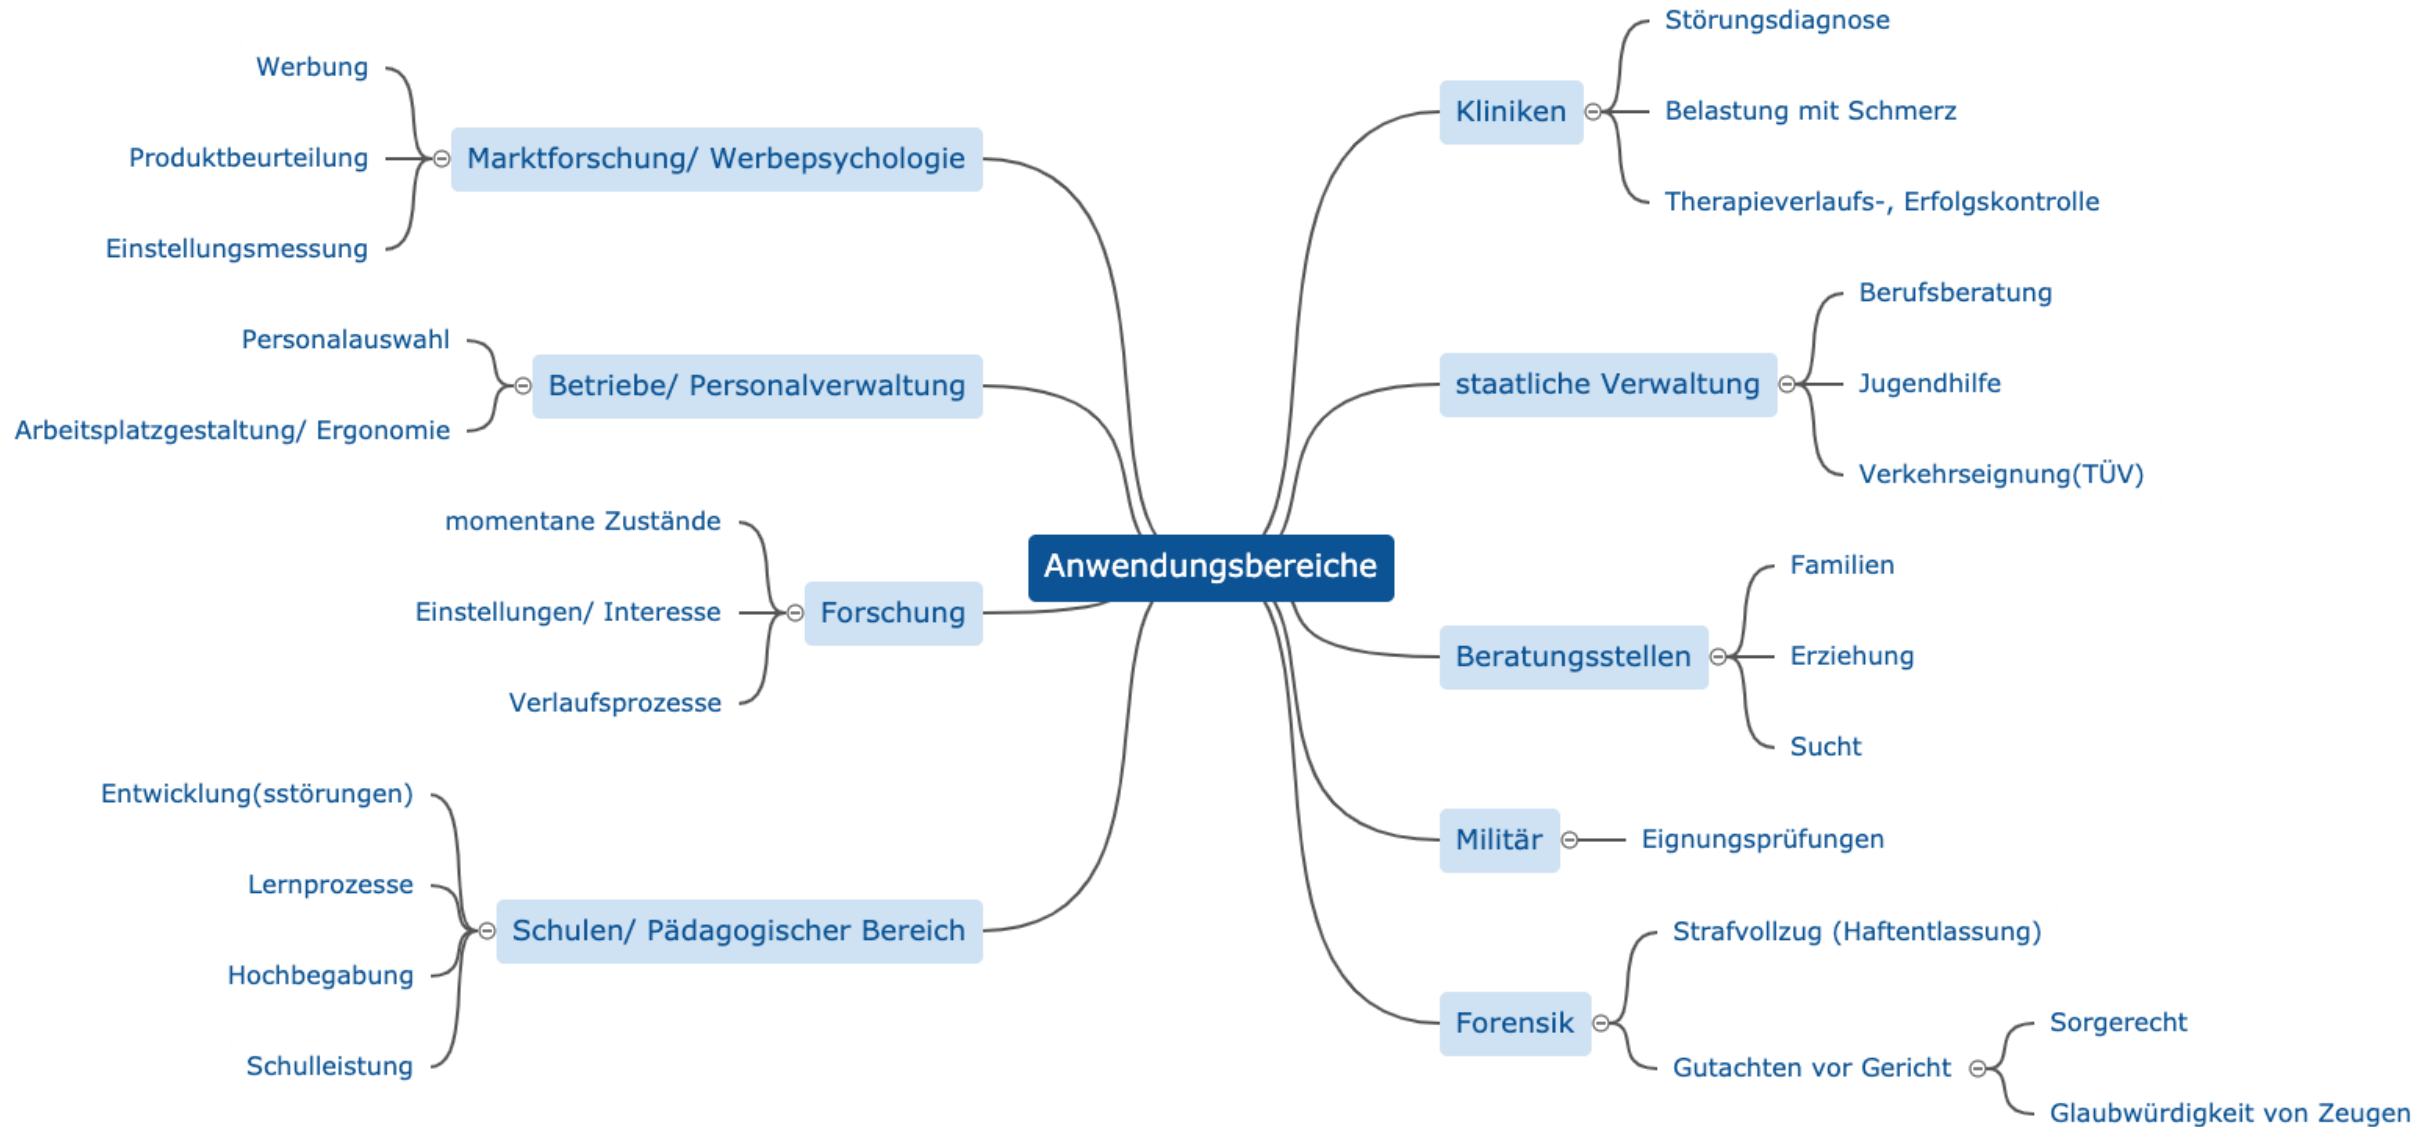 Anwendungsbereiche
Marktforschung/ Werbepsychologie
Werbung
Produktbeurteilung
Einstellungsmessung
Betriebe/ Personalverwaltung
Personalauswahl
Arbeitsplatzgestaltung/ Ergonomie
Forschung
momentane Zustände
Einstellungen/ Interesse
Verlaufsprozesse
Schulen/ Pädagogischer Bereich
Entwicklung(sstörungen)
Lernprozesse
Hochbegabung
Schulleistung
Kliniken
Störungsdiagnose
Belastung mit Schmerz
Therapieverlaufs-, Erfolgskontrolle
staatliche Verwaltung
Berufsberatung
Jugendhilfe
Verkehrseignung(TÜV)
Beratungsstellen
Familien
Erziehung
Sucht
Militär
Eignungsprüfungen
Forensik
Strafvollzug (Haftentlassung)
Gutachten vor Gericht
Sorgerecht
Glaubwürdigkeit von Zeugen